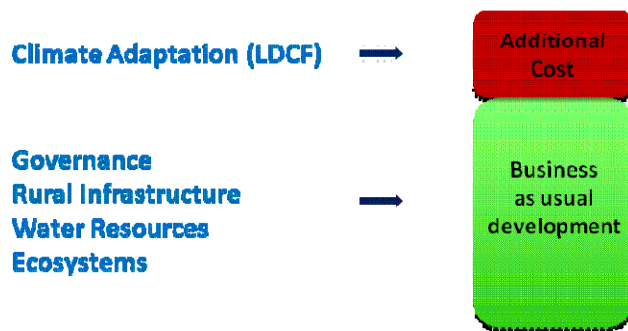 Climate Adaptation (LDCF)
Additional
Cost
Governance
Rural Infrastructure
Water Resources
Ecosystems
Business
as usual
development